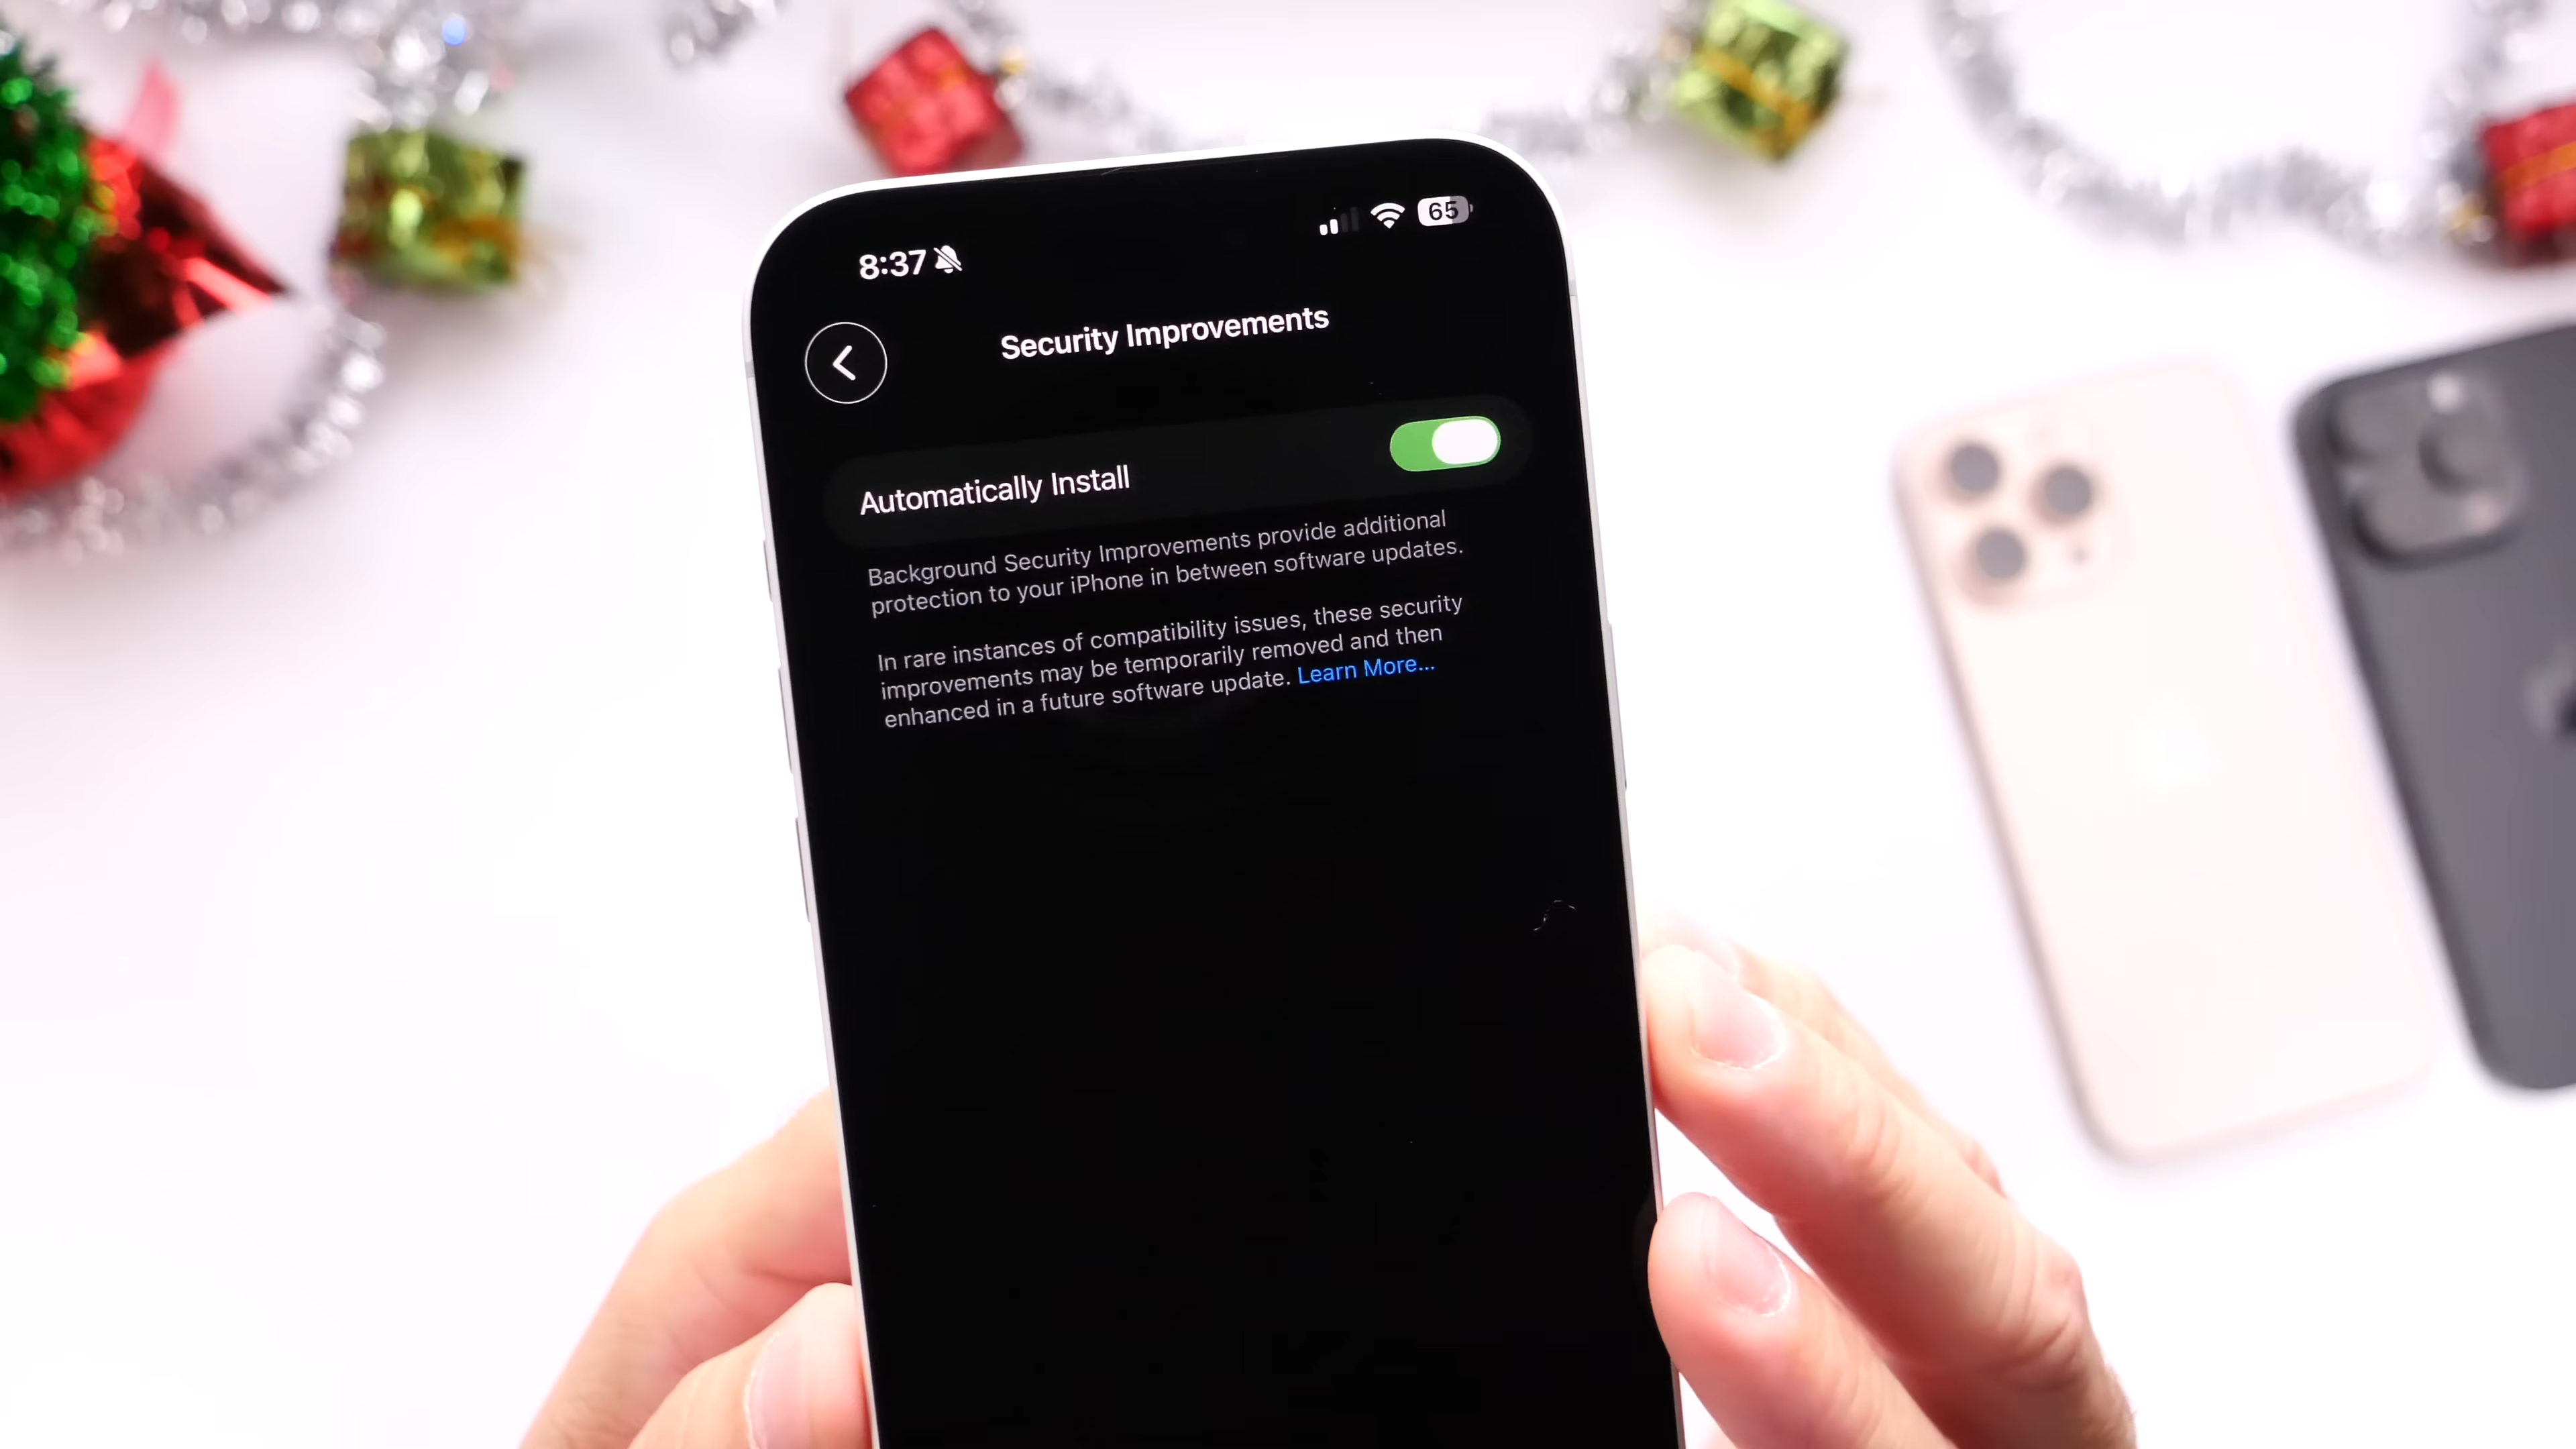 8:37
65
Security Improvements
Automatically Install
Background Security Improvements provide additional
protection to your iPhone in between software updates.
In rare instances of compatibility issues, these security
improvements may be temporarily removed and then
enhanced in a future software update. Learn More...